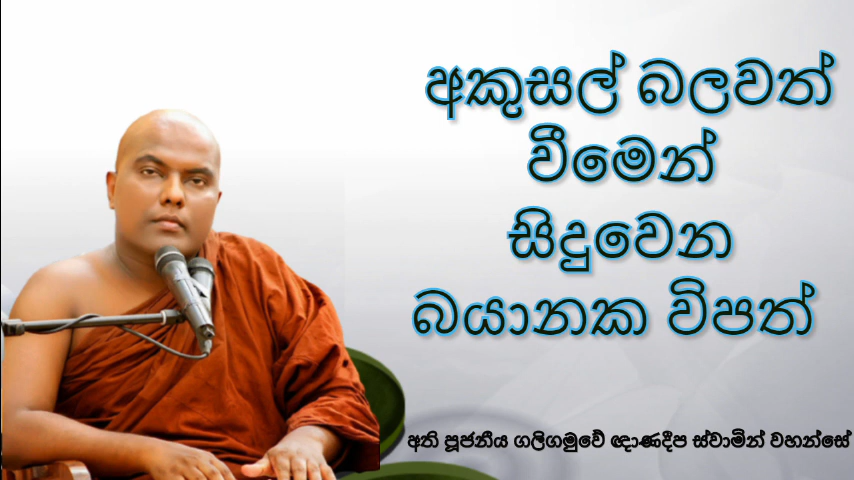 අකුසල් බලවත්
වීමෙන්
සිදුවෙන
බයානක විපත්
අති පූජනීය ගලිගමුවේ ඥාණදීප ස්වාමින් වහන්සේ